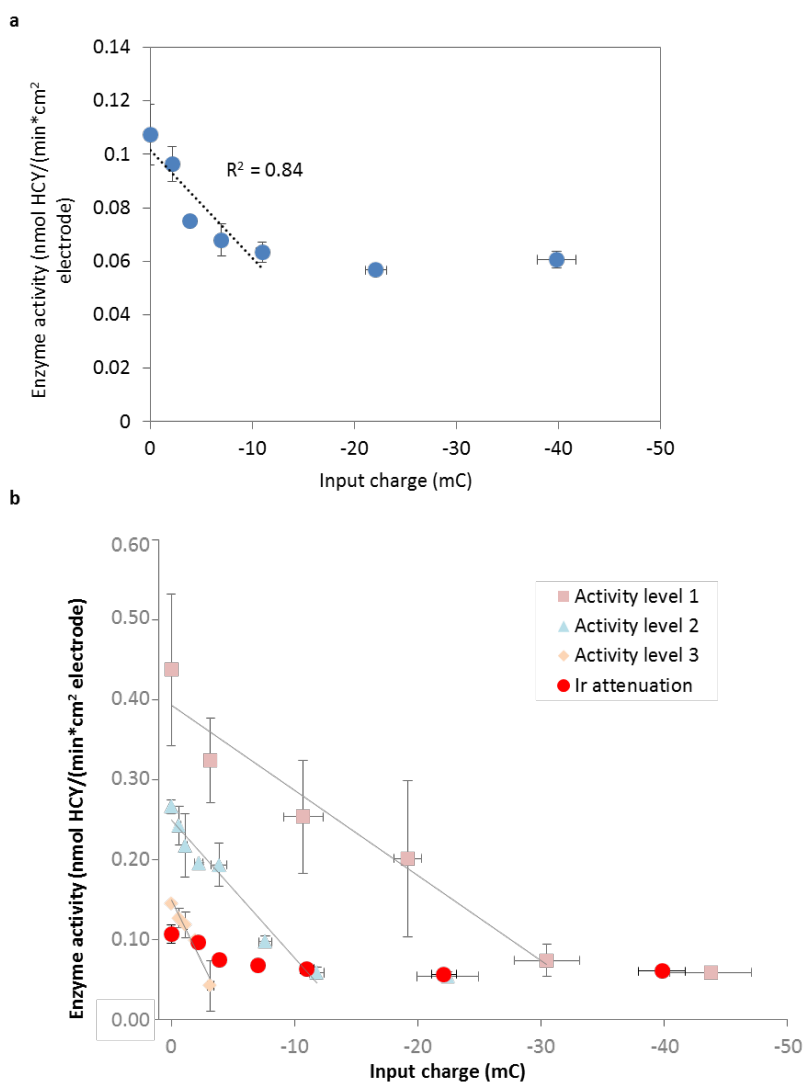 a
0.14
0.12
0.1
0.08
0.06
0.04
0.02
0
Enzyme activity (nmol HCY/(min*cm²
electrode)
R² = 0.84
0 -10 -20 -30 -40 -50
Input charge (mC)
b
0.60
0.50
0.40
0.30
0.20
0.10
0.00
Enzyme activity (nmol HCY/(min*cm² electrode)
Activity level 1
Activity level 2
Activity level 3
Ir attenuation
0 -10 -20 -30 -40 -50
Input charge (mC)